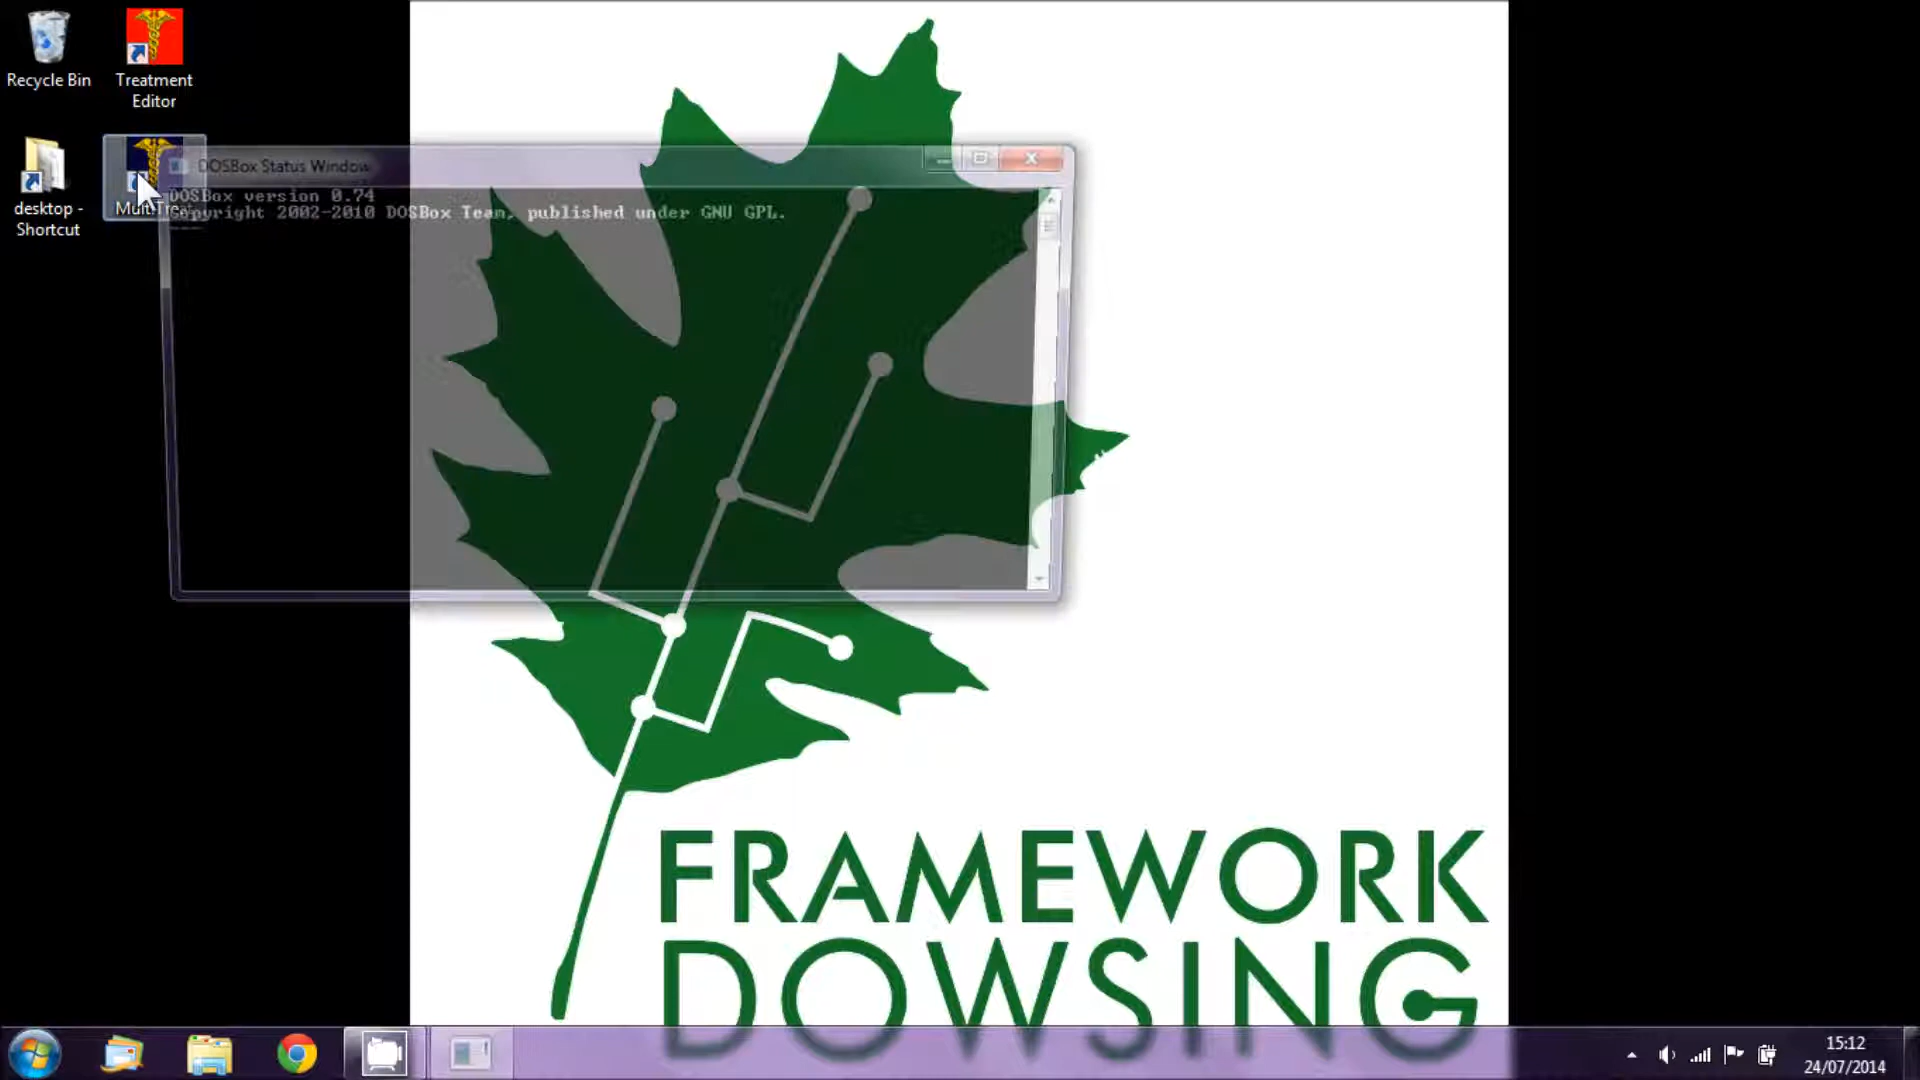 Recycle Bin
Treatment
Editor
desktop -
Shortcut
DOSBox Status Window
DOSBox version 0.74
Copyright 2002-2010 DOSBox Team, published under GNU GPL.
FRAMEWORK
DOWSING
15:12
24/07/2014